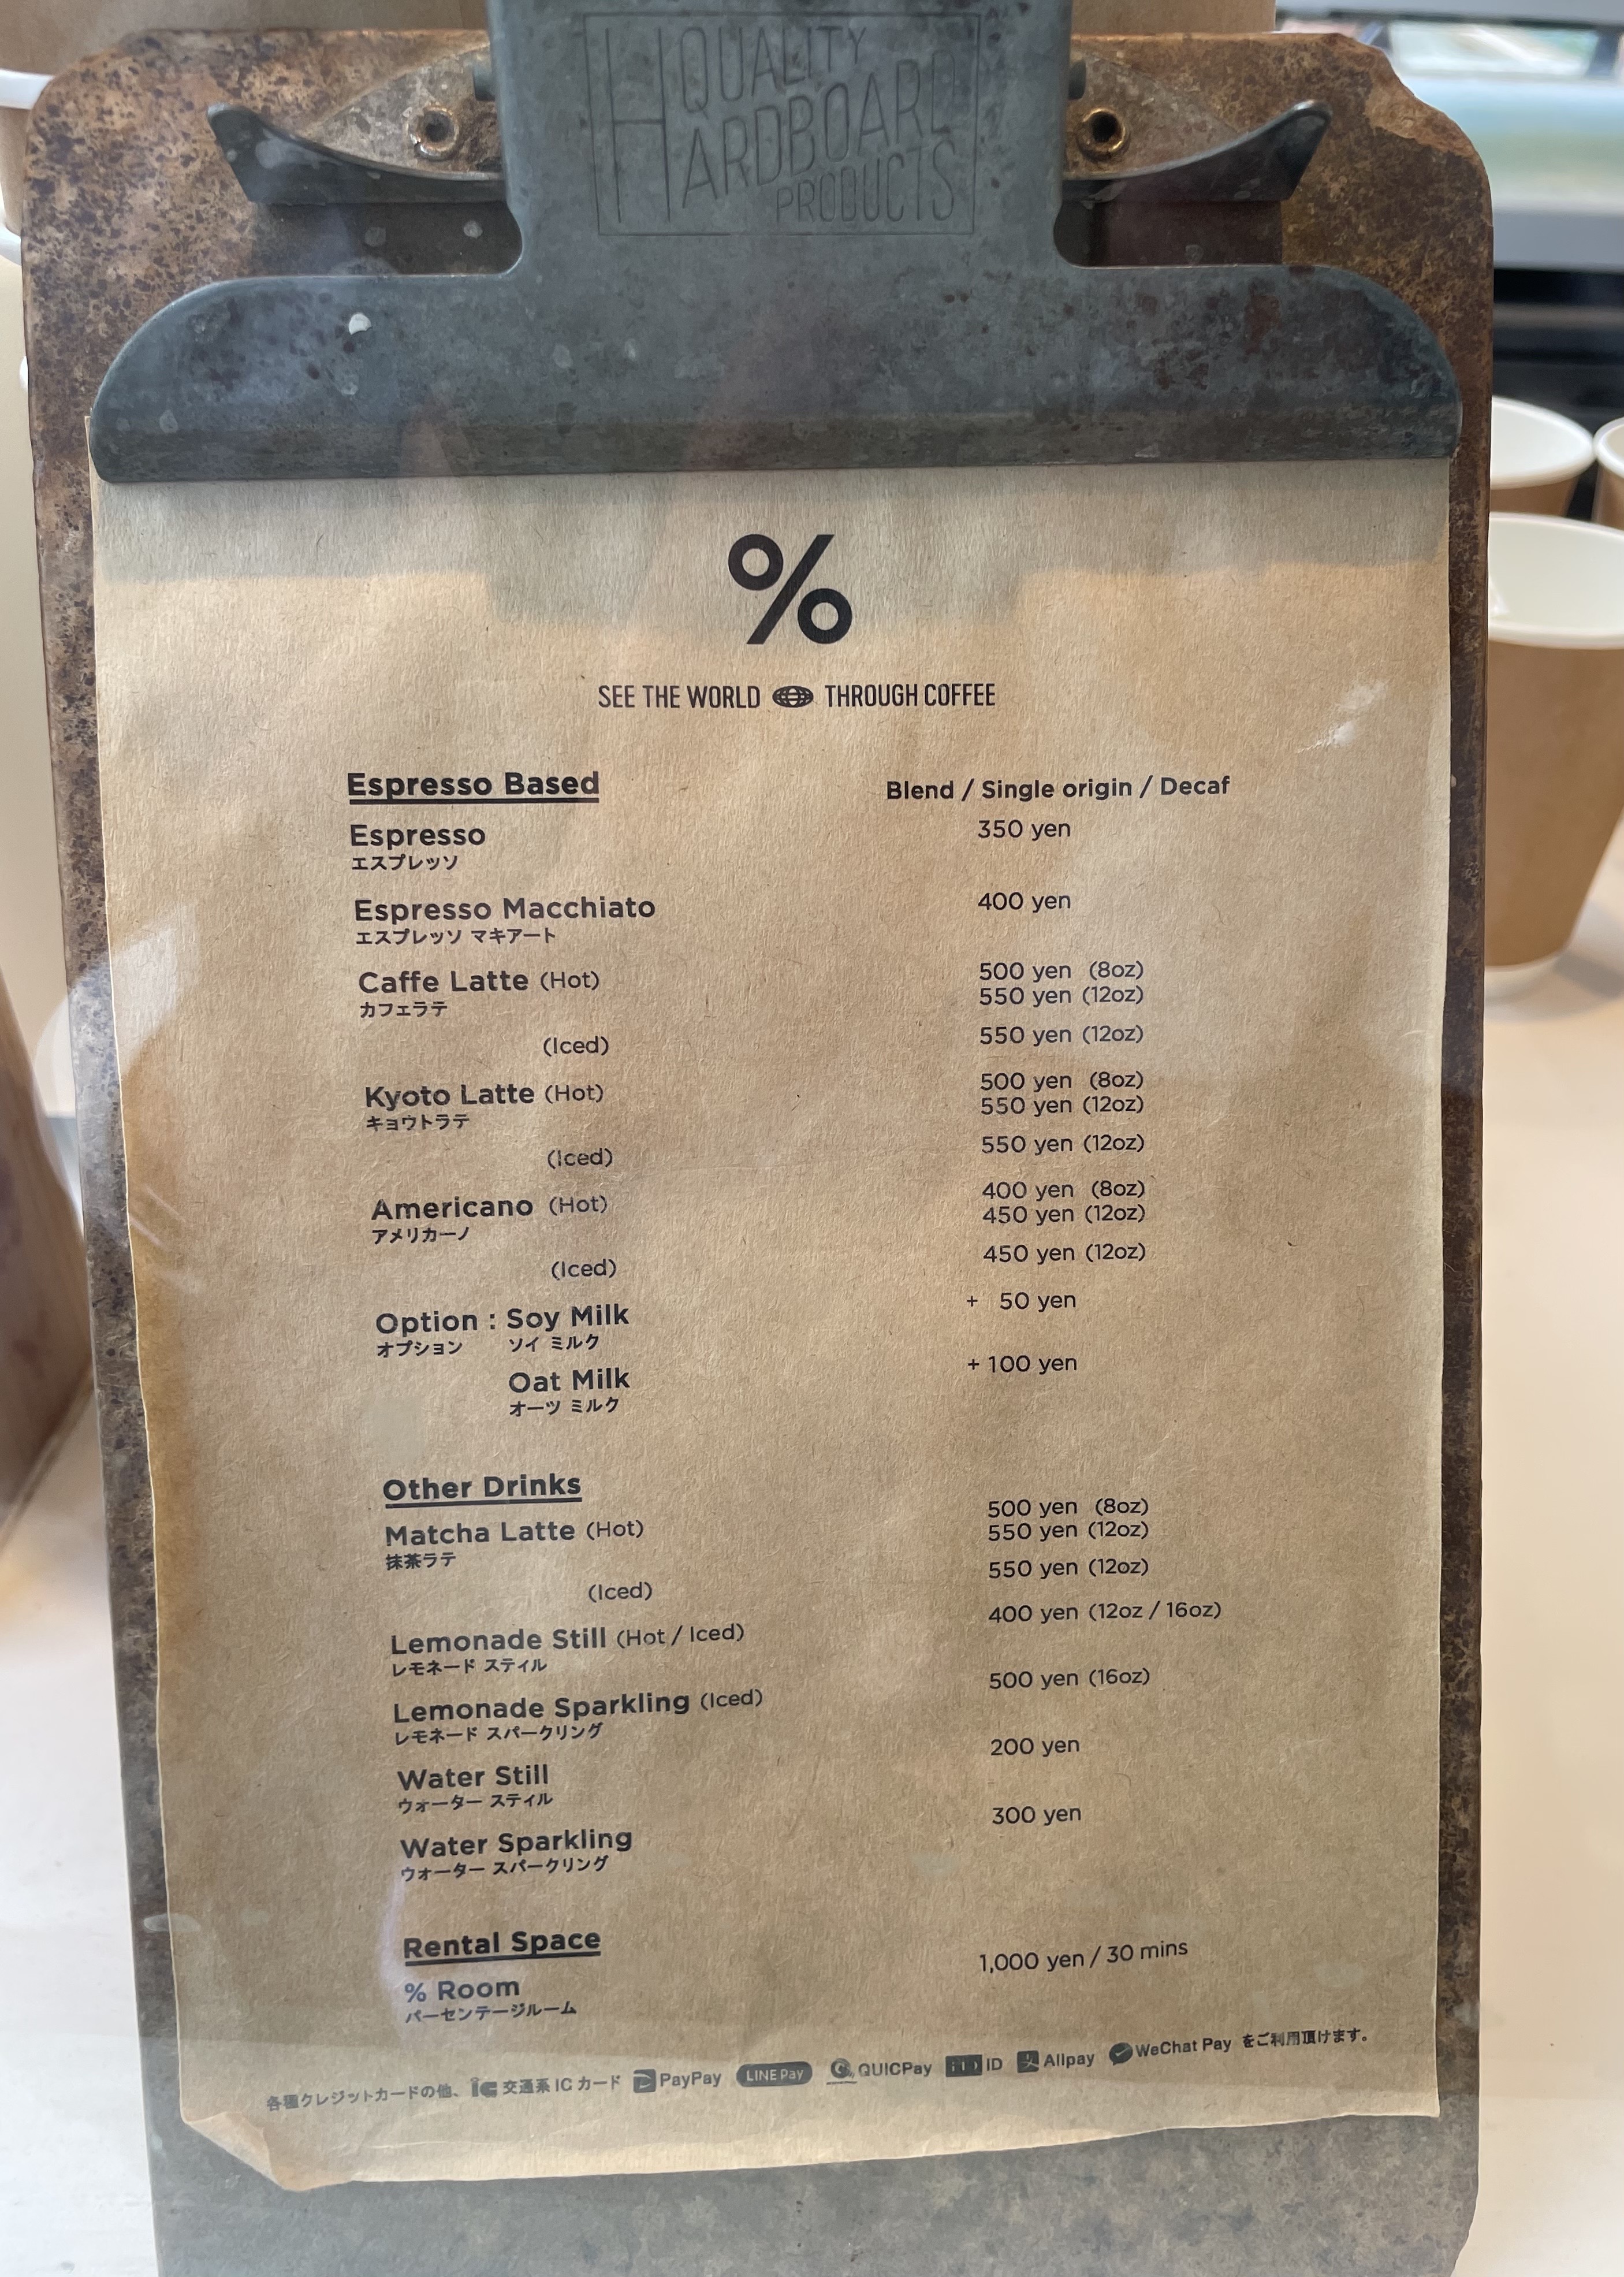 QUALITY
HARDBOARD
PRODUCTS
%
SEE THE WORLD THROUGH COFFEE
Espresso Based Blend / Single origin / Decaf
Espresso 350 yen
エスプレッソ
Espresso Macchiato 400 yen
エスプレッソ マキアート
Caffe Latte (Hot) 500 yen (8oz)
カフェラテ 550 yen (12oz)
(Iced) 550 yen (12oz)
Kyoto Latte (Hot) 500 yen (8oz)
キョウトラテ 550 yen (12oz)
(Iced) 550 yen (12oz)
Americano (Hot) 400 yen (8oz)
アメリカーノ 450 yen (12oz)
(Iced) 450 yen (12oz)
Option : Soy Milk + 50 yen
オプション ソイ ミルク
Oat Milk + 100 yen
オーツ ミルク
Other Drinks
Matcha Latte (Hot) 500 yen (8oz)
抹茶ラテ 550 yen (12oz)
(Iced) 550 yen (12oz)
Lemonade Still (Hot / Iced) 400 yen (12oz / 16oz)
レモネード スティル
Lemonade Sparkling (Iced) 500 yen (16oz)
レモネード スパークリング
Water Still 200 yen
ウォーター スティル
Water Sparkling 300 yen
ウォーター スパークリング
Rental Space
% Room 1,000 yen / 30 mins
パーセンテージルーム
各種クレジットカードの他、 ic 交通系 IC カード PayPay LINE Pay QUICPay iD ID Alipay WeChat Pay をご利用頂けます。